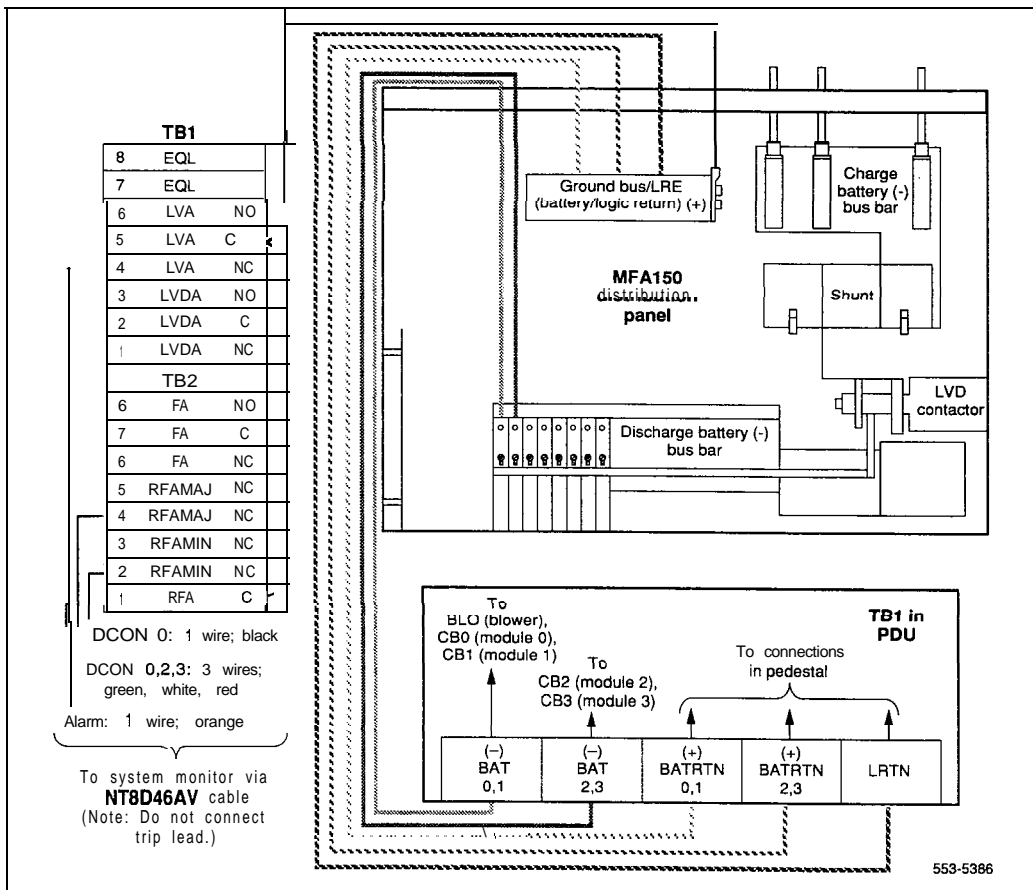 TB1
8 EQL
7 EQL
6 LVA NO
5 LVA C
4 LVA NC
3 LVDA NO
2 LVDA C
1 LVDA NC
TB2
6 FA NO
7 FA C
6 FA NC
5 RFAMAJ NC
4 RFAMAJ NC
3 RFAMIN NC
2 RFAMIN NC
1 RFA C
DCON 0: 1 wire; black
DCON 0,2,3: 3 wires;
green, white, red
Alarm: 1 wire; orange
To system monitor via
NT8D46AV cable
(Note: Do not connect
trip lead.)
Ground bus/LRE
(battery/logic return) (+)
Charge
battery (-)
bus bar
MFA150
distribution
panel
Shunt
LVD
contactor
Discharge battery (-)
bus bar
TB1 in
PDU
To
BLO (blower),
CB0 (module 0),
CB1 (module 1)
To
CB2 (module 2),
CB3 (module 3)
To connections
in pedestal
(–)
BAT
0,1
(–)
BAT
2,3
(+)
BATRTN
0,1
(+)
BATRTN
2,3
LRTN
553-5386